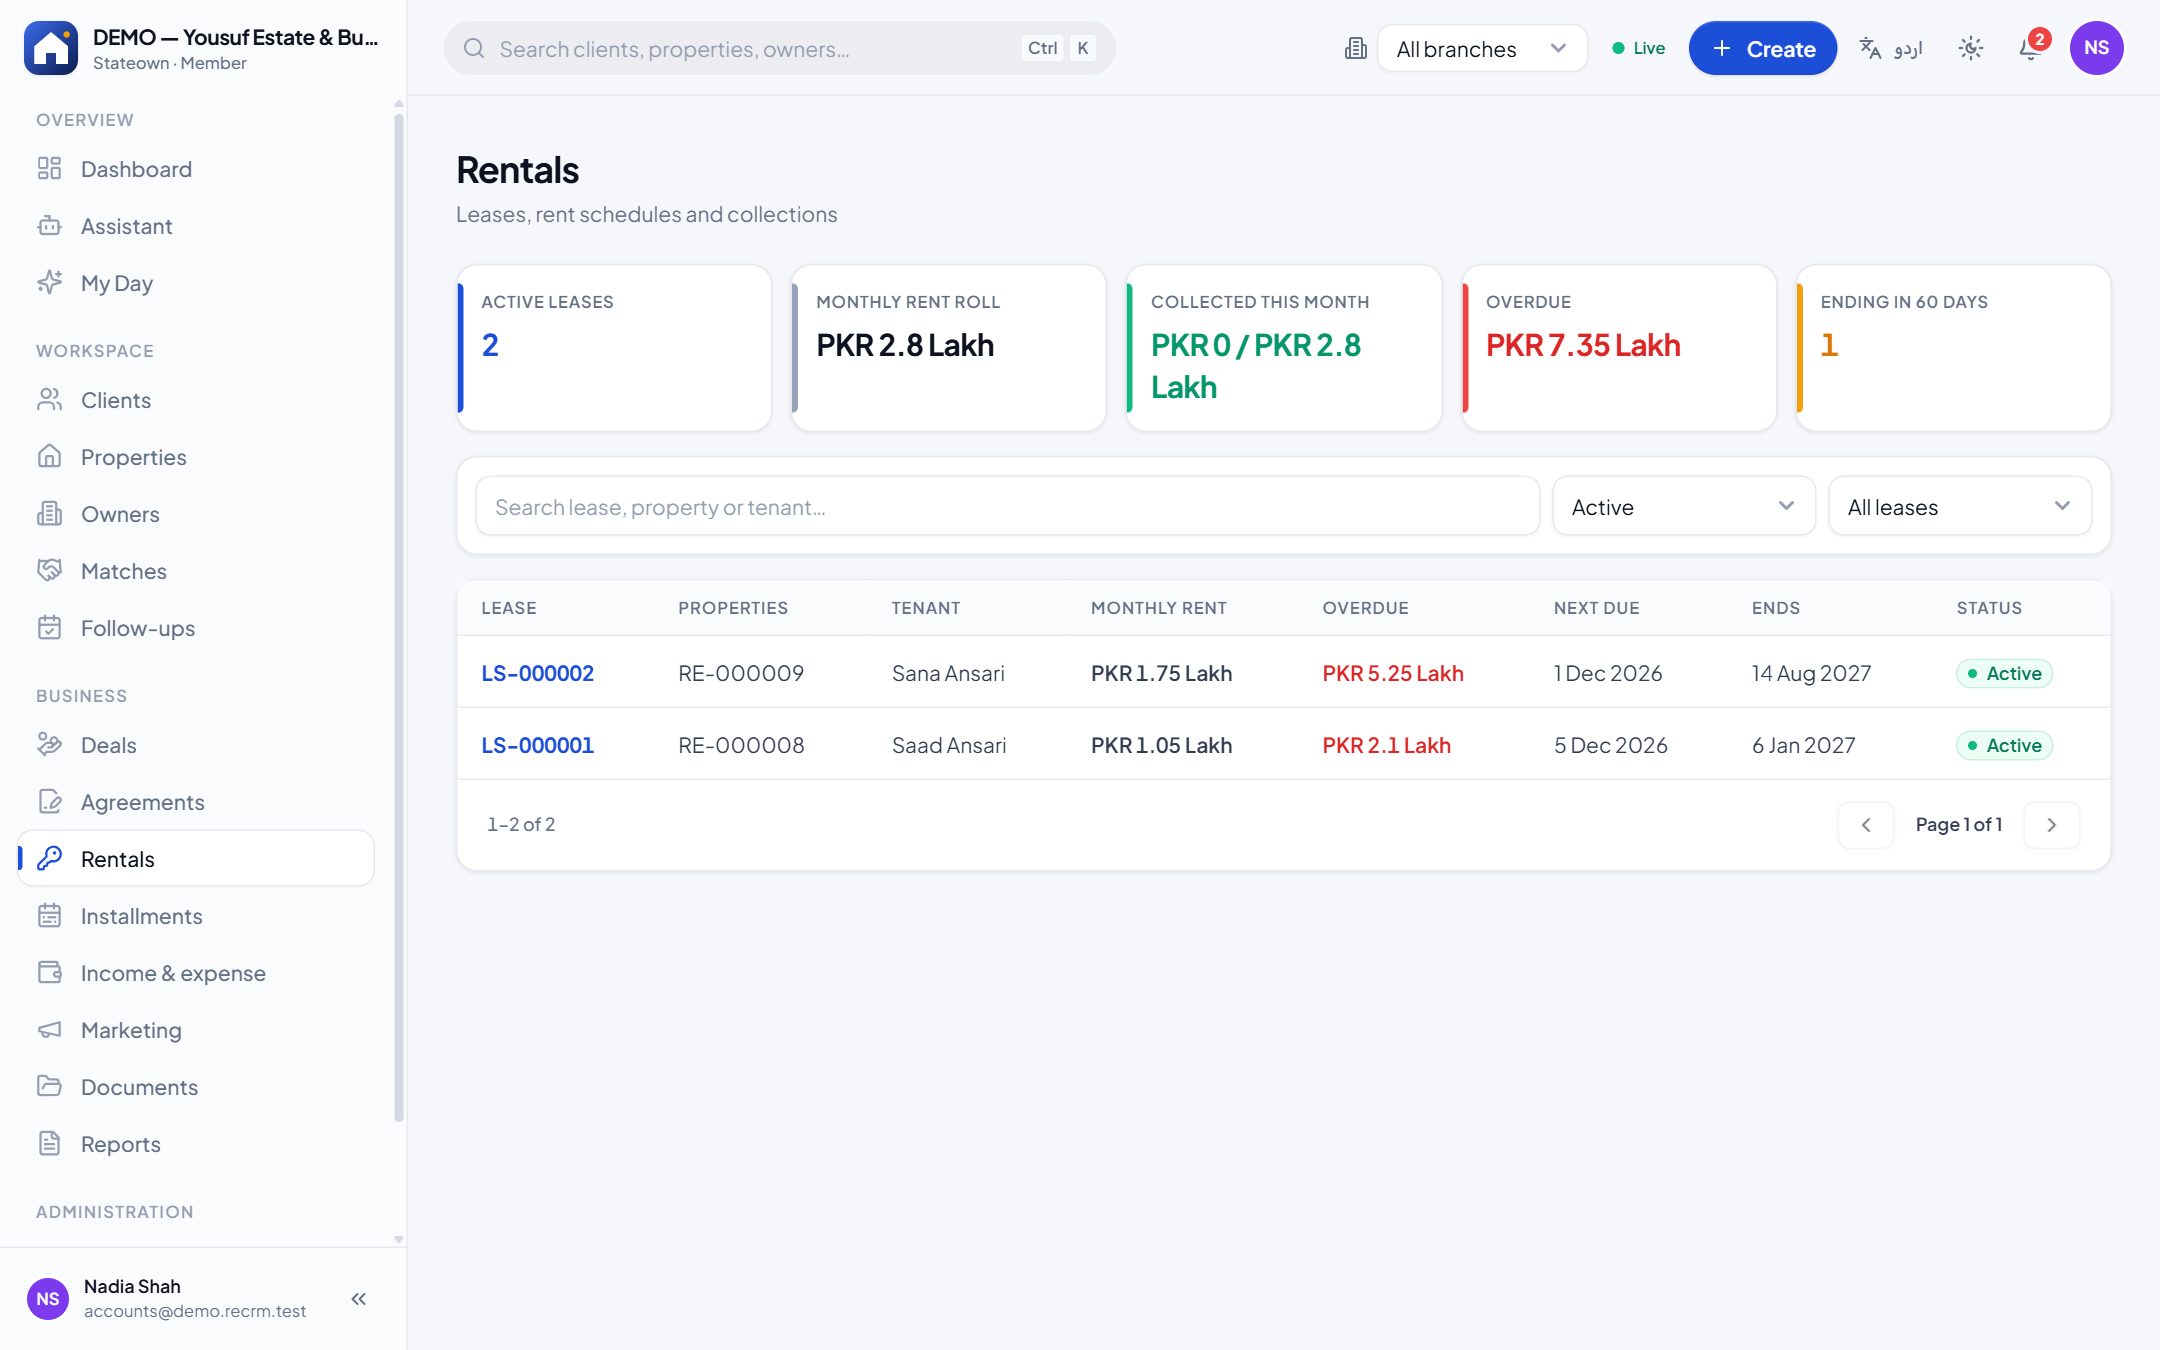 DEMO — Yousuf Estate & Bu...
Stateown · Member
Search clients, properties, owners...
Ctrl K
All branches
Live
+ Create
اردو
2
NS
OVERVIEW
Dashboard
Assistant
My Day
WORKSPACE
Clients
Properties
Owners
Matches
Follow-ups
BUSINESS
Deals
Agreements
Rentals
Installments
Income & expense
Marketing
Documents
Reports
ADMINISTRATION
NS
Nadia Shah
accounts@demo.recrm.test
Rentals
Leases, rent schedules and collections
ACTIVE LEASES
2
MONTHLY RENT ROLL
PKR 2.8 Lakh
COLLECTED THIS MONTH
PKR 0 / PKR 2.8
Lakh
OVERDUE
PKR 7.35 Lakh
ENDING IN 60 DAYS
1
Search lease, property or tenant...
Active
All leases
LEASE PROPERTIES TENANT MONTHLY RENT OVERDUE NEXT DUE ENDS STATUS
LS-000002 RE-000009 Sana Ansari PKR 1.75 Lakh PKR 5.25 Lakh 1 Dec 2026 14 Aug 2027 Active
LS-000001 RE-000008 Saad Ansari PKR 1.05 Lakh PKR 2.1 Lakh 5 Dec 2026 6 Jan 2027 Active
1–2 of 2
Page 1 of 1